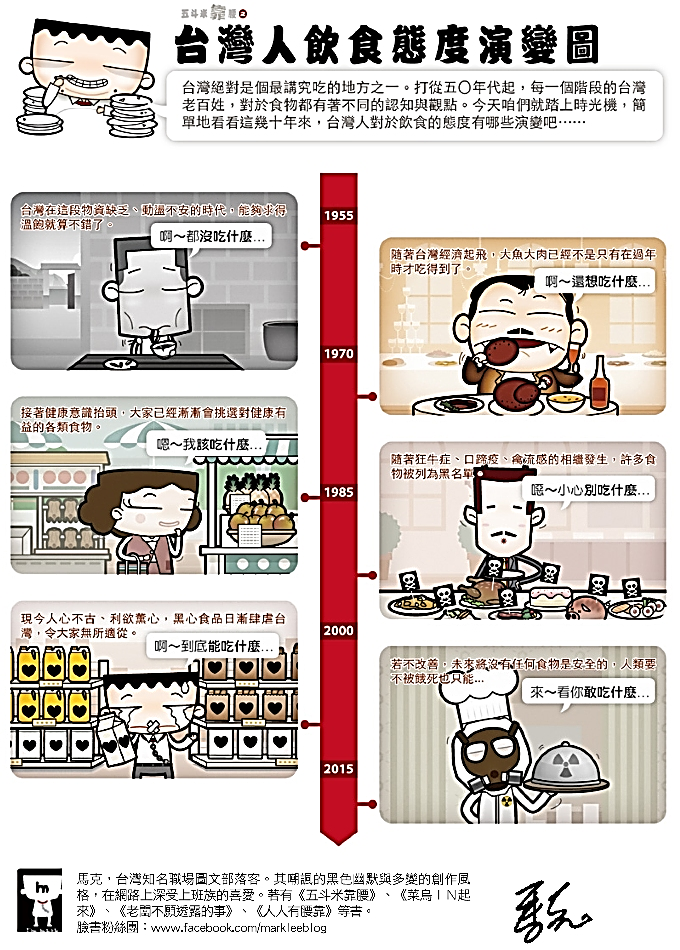 五斗米靠腰之
台灣人飲食態度演變圖
台灣絕對是個最講究吃的地方之一。打從五〇年代起，每一個階段的台灣
老百姓，對於食物都有著不同的認知與觀點。今天咱們就踏上時光機，簡
單地看看這幾十年來，台灣人對於飲食的態度有哪些演變吧……
1955
台灣在這段物資缺乏、動盪不安的時代，能夠求得
溫飽就算不錯了。
啊～都沒吃什麼…
隨著台灣經濟起飛，大魚大肉已經不是只有在過年
時才吃得到了。
啊～還想吃什麼…
1970
接著健康意識抬頭，大家已經漸漸會挑選對健康有
益的各類食物。
嗯～我該吃什麼…
1985
隨著狂牛症、口蹄疫、禽流感的相繼發生，許多食
物被列為黑名單
噁～小心別吃什麼…
現今人心不古、利欲薰心，黑心食品日漸肆虐台
灣，令大家無所適從。
啊～到底能吃什麼…
2000
若不改善，未來將沒有任何食物是安全的，人類要
不被餓死也只能...
來～看你敢吃什麼…
2015
馬克，台灣知名職場圖文部落客。其嘲諷的黑色幽默與多變的創作風
格，在網路上深受上班族的喜愛。著有《五斗米靠腰》、《菜鳥ＩＮ起
來》、《老闆不願透露的事》、《人人有腰靠》等書。
臉書粉絲團：www.facebook.com/markleeblog
馬克